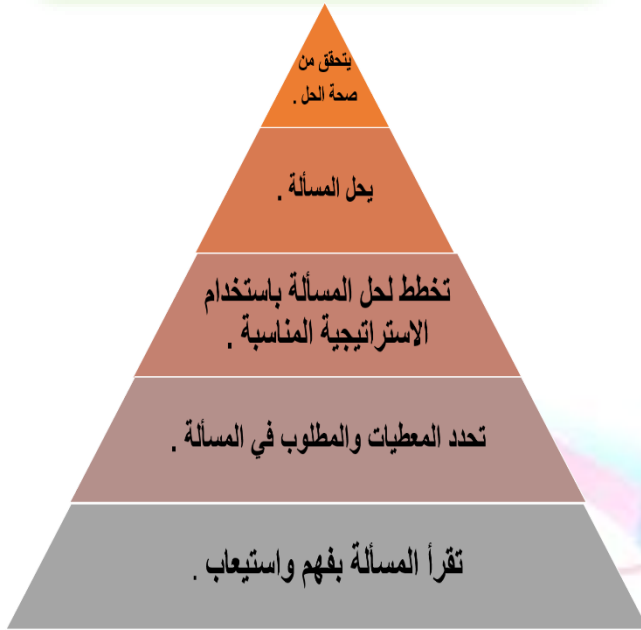 يتحقق من
صحة الحل .
يحل المسألة .
تخطط لحل المسألة باستخدام
الاستراتيجية المناسبة .
تحدد المعطيات والمطلوب في المسألة .
تقرأ المسألة بفهم واستيعاب .